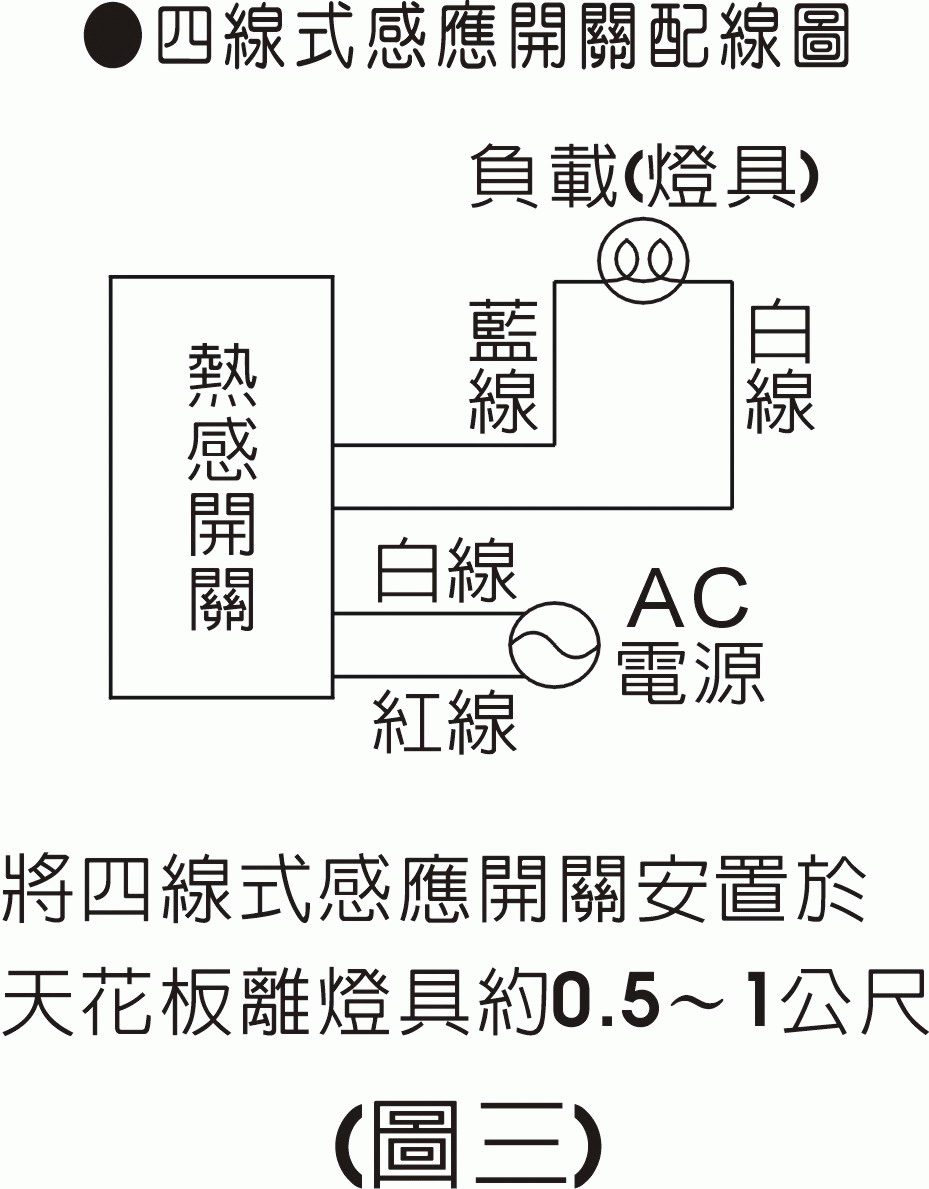 ●四線式感應開關配線圖
負載(燈具)
藍線
白線
熱感開關
白線
AC
電源
紅線
將四線式感應開關安置於
天花板離燈具約0.5～1公尺
(圖三)